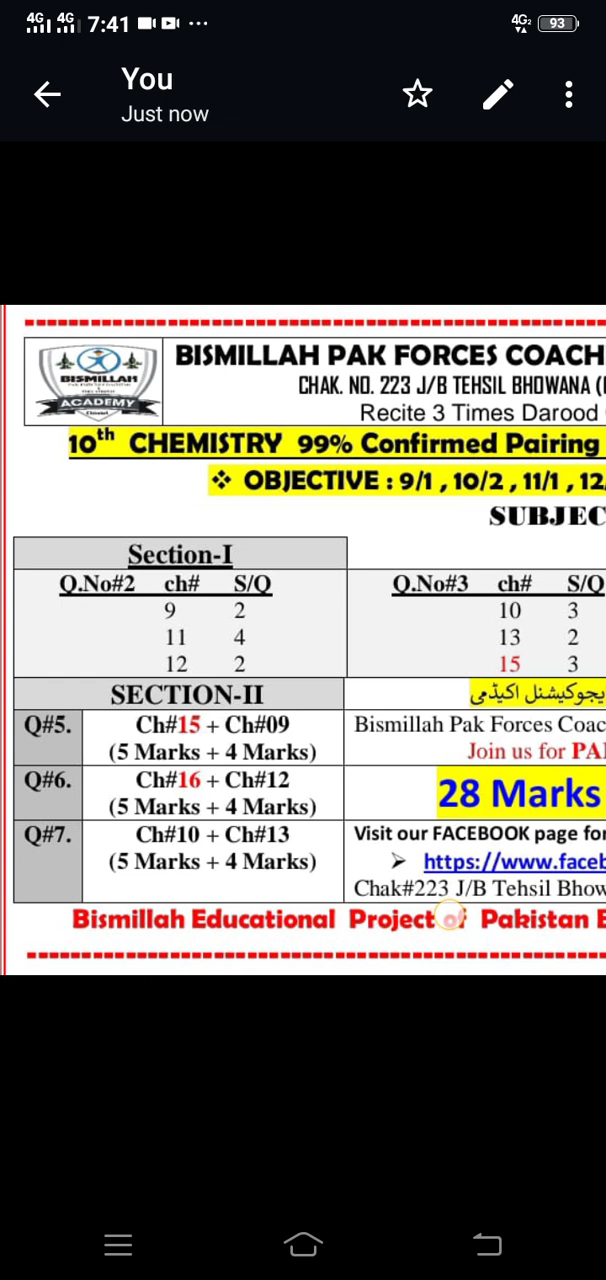 4G 4G 7:41 ... 4G2 93
You
Just now
BISMILLAH
ACADEMY
BISMILLAH PAK FORCES COACH
CHAK. NO. 223 J/B TEHSIL BHOWANA (
Recite 3 Times Darood
10th CHEMISTRY 99% Confirmed Pairing
❖ OBJECTIVE : 9/1 , 10/2 , 11/1 , 12
SUBJEC
Section-I
Q.No#2 ch# S/Q
9 2
11 4
12 2
Q.No#3 ch# S/Q
10 3
13 2
15 3
SECTION-II
یجوکیشنل اکیڈمی
Q#5. Ch#15 + Ch#09
(5 Marks + 4 Marks)
Bismillah Pak Forces Coac
Join us for PA
Q#6. Ch#16 + Ch#12
(5 Marks + 4 Marks)
28 Marks
Q#7. Ch#10 + Ch#13
(5 Marks + 4 Marks)
Visit our FACEBOOK page for
➢ https://www.faceb
Chak#223 J/B Tehsil Bhow
Bismillah Educational Project of Pakistan E